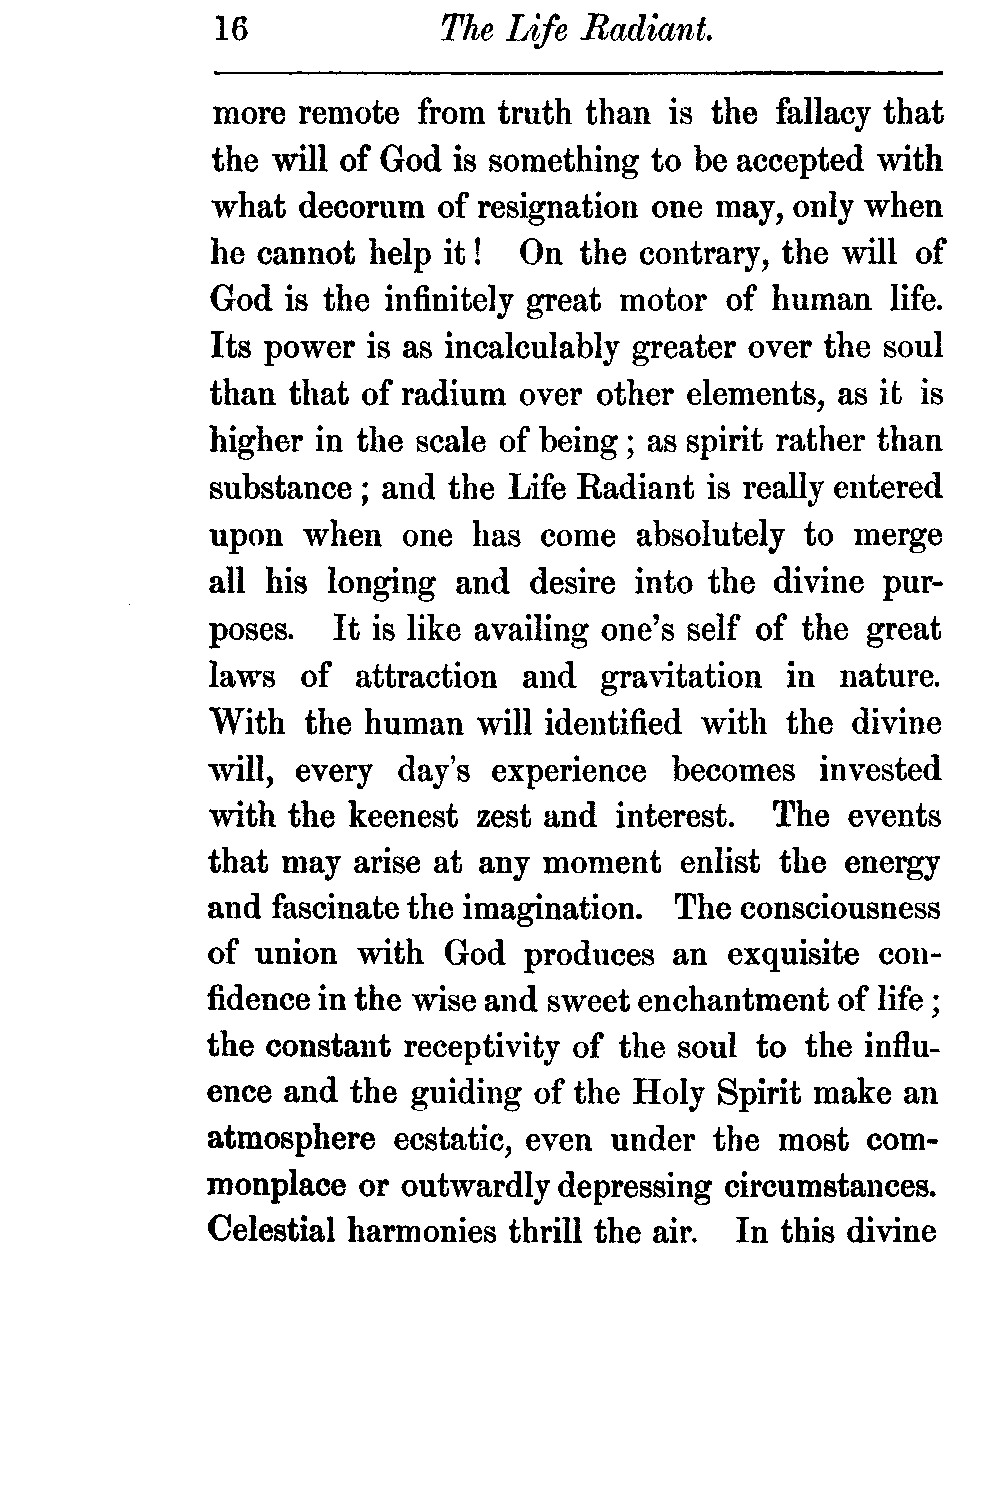 16 The Life Radiant.
more remote from truth than is the fallacy that
the will of God is something to be accepted with
what decorum of resignation one may, only when
he cannot help it! On the contrary, the will of
God is the infinitely great motor of human life.
Its power is as incalculably greater over the soul
than that of radium over other elements, as it is
higher in the scale of being; as spirit rather than
substance; and the Life Radiant is really entered
upon when one has come absolutely to merge
all his longing and desire into the divine pur-
poses. It is like availing one's self of the great
laws of attraction and gravitation in nature.
With the human will identified with the divine
will, every day's experience becomes invested
with the keenest zest and interest. The events
that may arise at any moment enlist the energy
and fascinate the imagination. The consciousness
of union with God produces an exquisite con-
fidence in the wise and sweet enchantment of life;
the constant receptivity of the soul to the influ-
ence and the guiding of the Holy Spirit make an
atmosphere ecstatic, even under the most com-
monplace or outwardly depressing circumstances.
Celestial harmonies thrill the air. In this divine